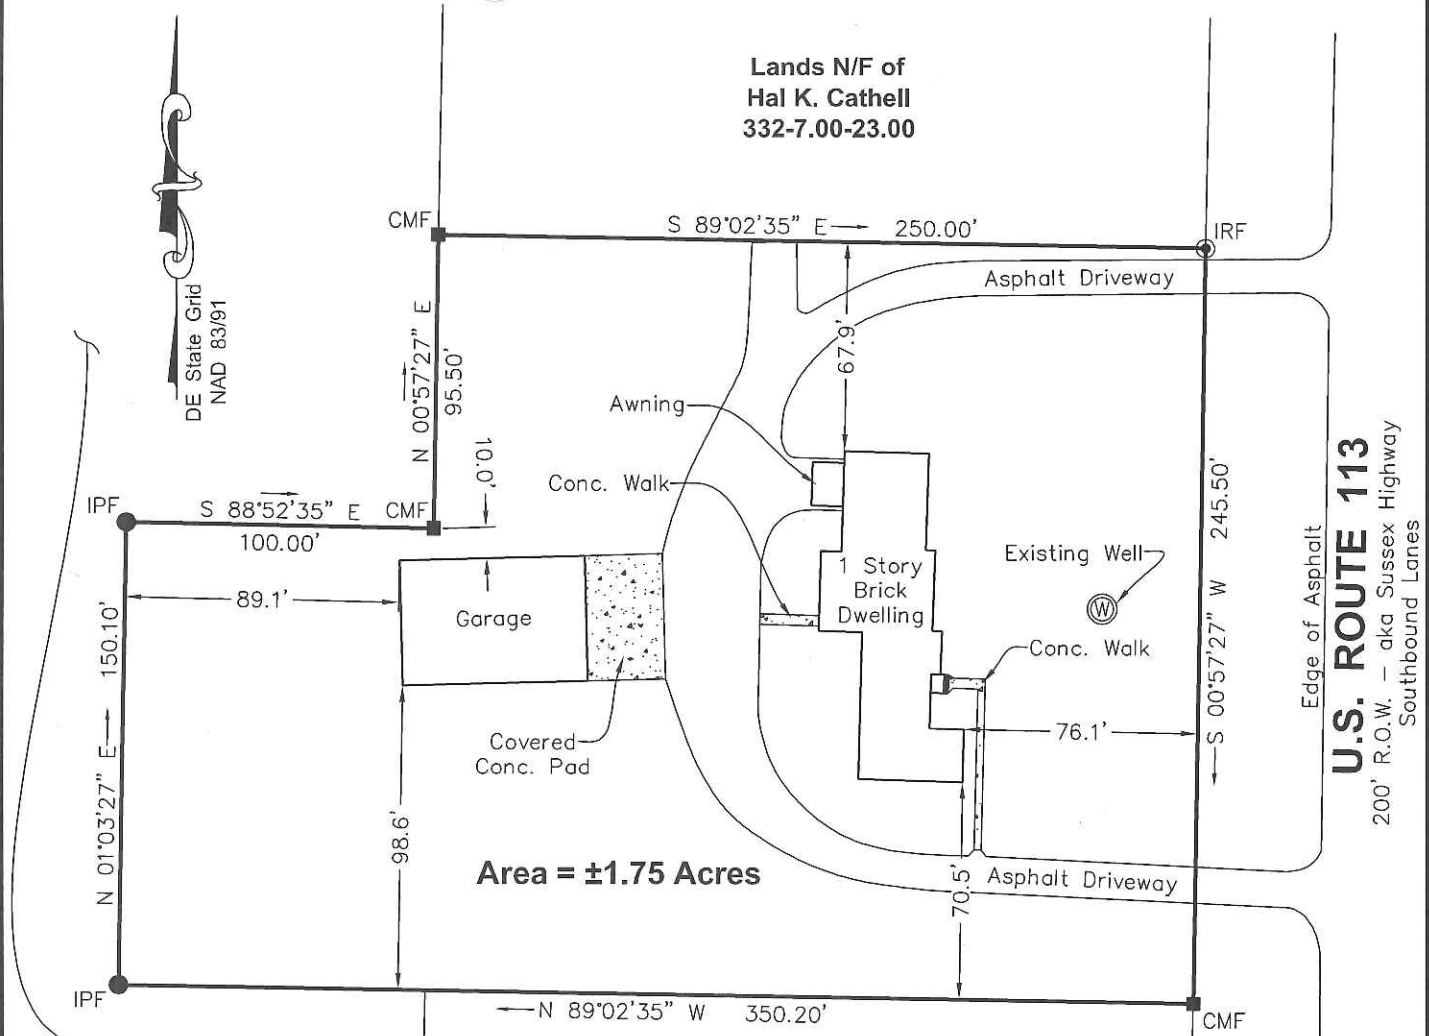 Lands N/F of
Hal K. Cathell
332-7.00-23.00
CMF
S 89°02'35" E
250.00'
IRF
Asphalt Driveway
DE State Grid
NAD 83/91
N 00°57'27" E
95.50'
67.9'
Awning
10.0'
Conc. Walk
IPF
S 88°52'35" E
CMF
100.00'
245.50'
S 00°57'27" W
Edge of Asphalt
U.S. ROUTE 113
200' R.O.W. – aka Sussex Highway
Southbound Lanes
1 Story
Brick
Dwelling
Existing Well
W
89.1'
Garage
Conc. Walk
150.10'
N 01°03'27" E
76.1'
Covered
Conc. Pad
98.6'
Area = ±1.75 Acres
70.5'
Asphalt Driveway
IPF
N 89°02'35" W
350.20'
CMF